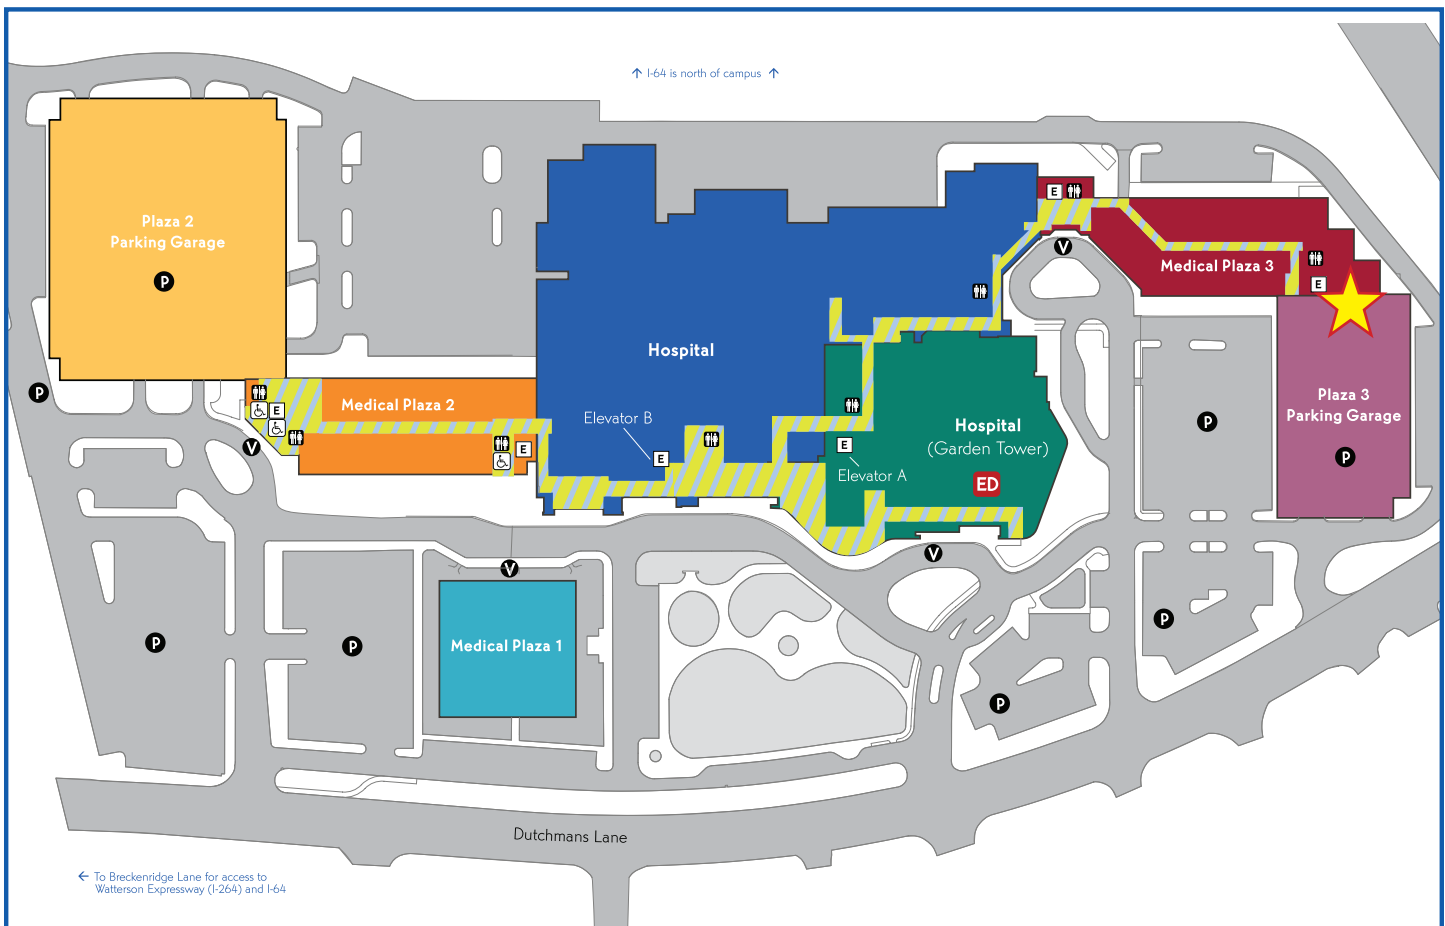 I-64 is north of campus
Plaza 2
Parking Garage
P
E
V
Medical Plaza 3
E
Hospital
Plaza 3
Parking Garage
P
P
Medical Plaza 2
E
V
E
Elevator B
E
E
Elevator A
Hospital
(Garden Tower)
ED
P
P
V
V
Medical Plaza 1
P
P
P
P
Dutchmans Lane
To Breckenridge Lane for access to
Watterson Expressway (I-264) and I-64